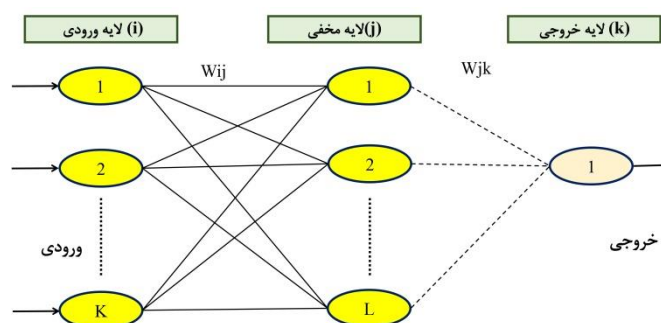 (i) لایه ورودی
(j)لایه مخفی
(k) لایه خروجی
Wij
Wjk
1
1
2
2
1
ورودی
خروجی
K
L